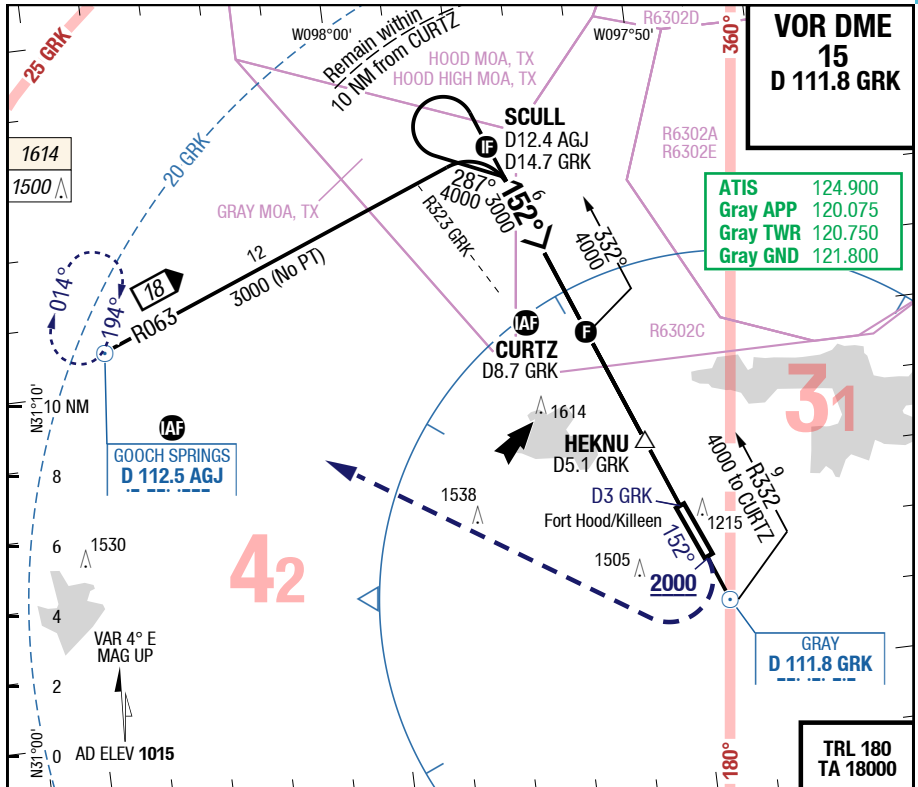 VOR DME
15
D 111.8 GRK
25 GRK
W098°00'
W097°50'
R6302D
360°
Remain within
10 NM from CURTZ
HOOD MOA, TX
HOOD HIGH MOA, TX
SCULL
IF
D12.4 AGJ
D14.7 GRK
R6302A
R6302E
1614
1500
20 GRK
ATIS 124.900
Gray APP 120.075
Gray TWR 120.750
Gray GND 121.800
GRAY MOA, TX
287°
4000
3000
152°
6
R323 GRK
332°
4000
12
3000 (No PT)
18
R063
014°
194°
IAF
CURTZ
D8.7 GRK
F
R6302C
31
N31°10'
10 NM
IAF
GOOCH SPRINGS
D 112.5 AGJ
1614
HEKNU
D5.1 GRK
9
R332
4000 to CURTZ
8
D3 GRK
1538
Fort Hood/Killeen
1215
152°
1530
6
42
1505
2000
4
GRAY
D 111.8 GRK
VAR 4° E
MAG UP
2
AD ELEV 1015
N31°00'
0
180°
TRL 180
TA 18000